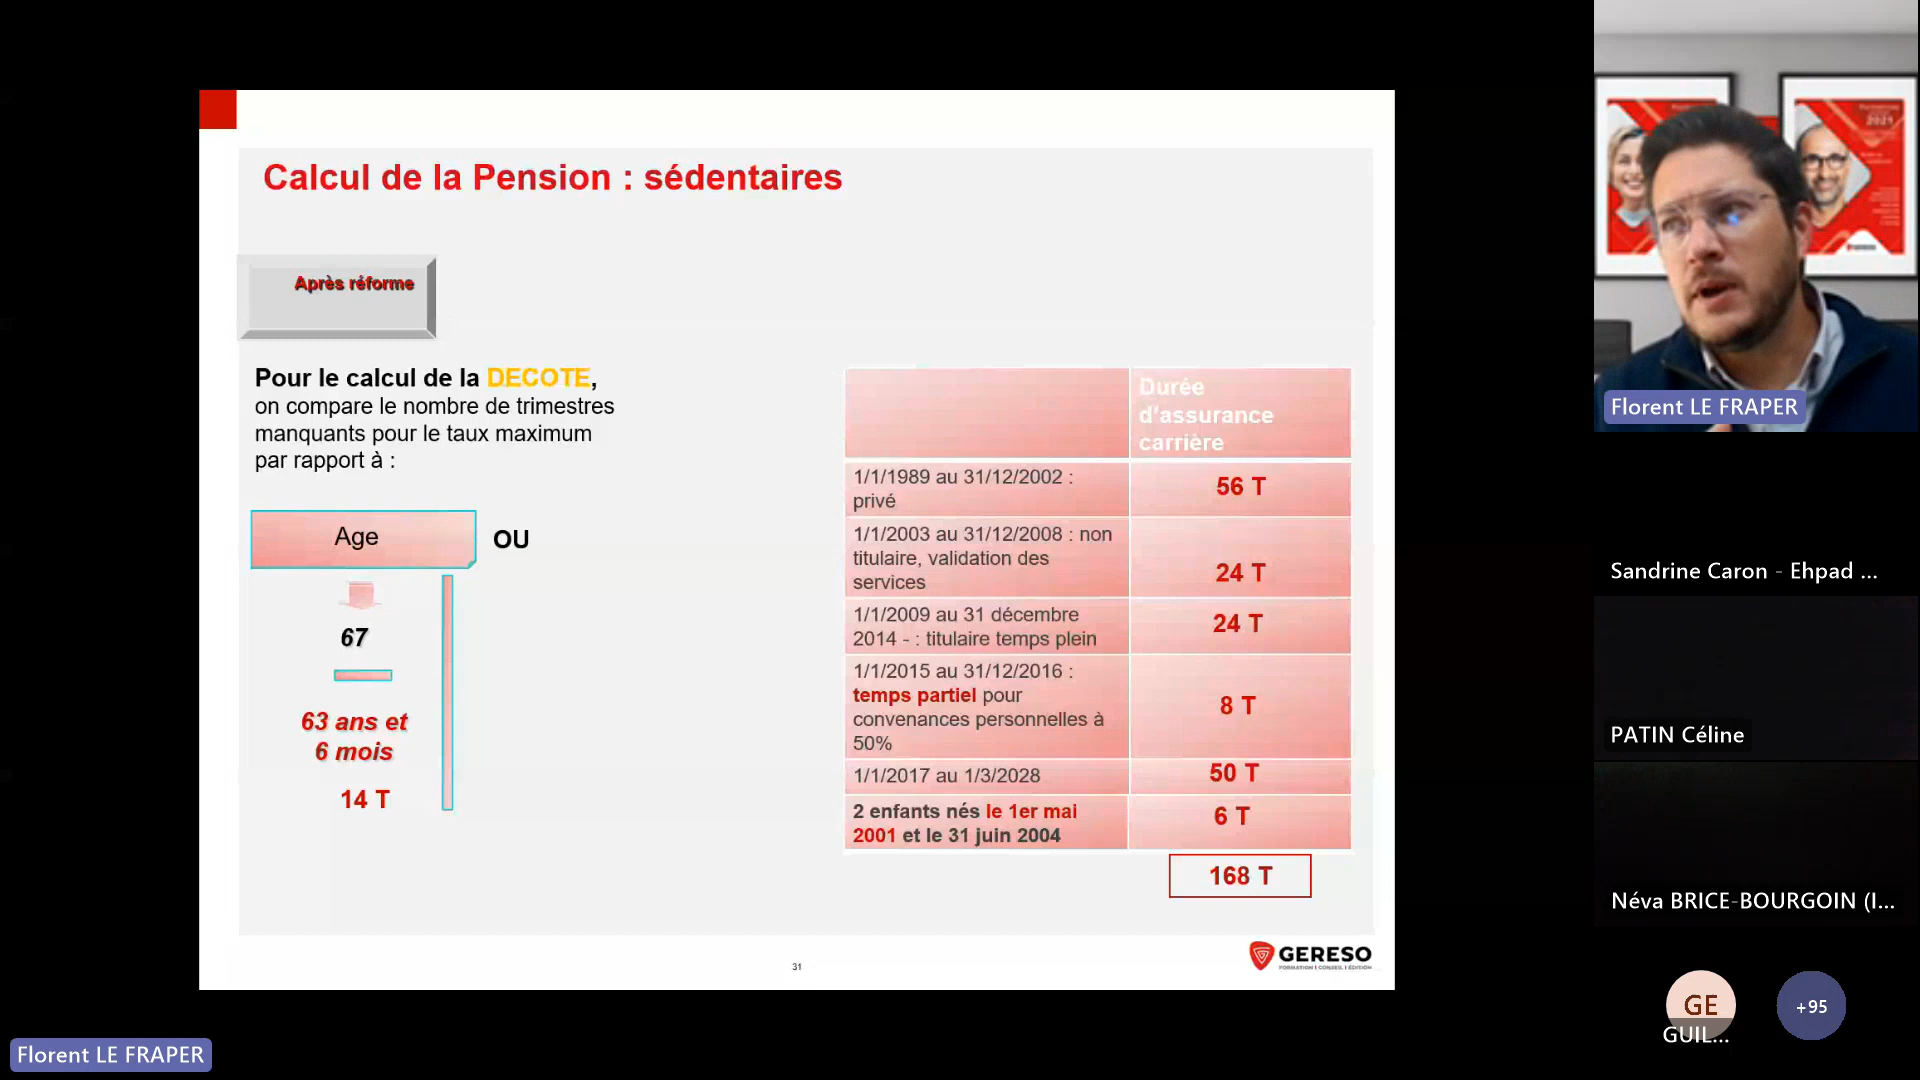 Calcul de la Pension : sédentaires
Après réforme
Pour le calcul de la DECOTE,
on compare le nombre de trimestres
manquants pour le taux maximum
par rapport à :
Age
OU
67
63 ans et
6 mois
14 T
Durée
d'assurance
carrière
1/1/1989 au 31/12/2002 :
privé
56 T
1/1/2003 au 31/12/2008 : non
titulaire, validation des
services
24 T
1/1/2009 au 31 décembre
2014 - : titulaire temps plein
24 T
1/1/2015 au 31/12/2016 :
temps partiel pour
convenances personnelles à
50%
8 T
1/1/2017 au 1/3/2028
50 T
2 enfants nés le 1er mai
2001 et le 31 juin 2004
6 T
168 T
31
GERESO
FORMATION | CONSEIL | ÉDITION
Florent LE FRAPER
2021
Florent LE FRAPER
Sandrine Caron - Ehpad ...
PATIN Céline
Néva BRICE-BOURGOIN (I...
GE
GUIL...
+95